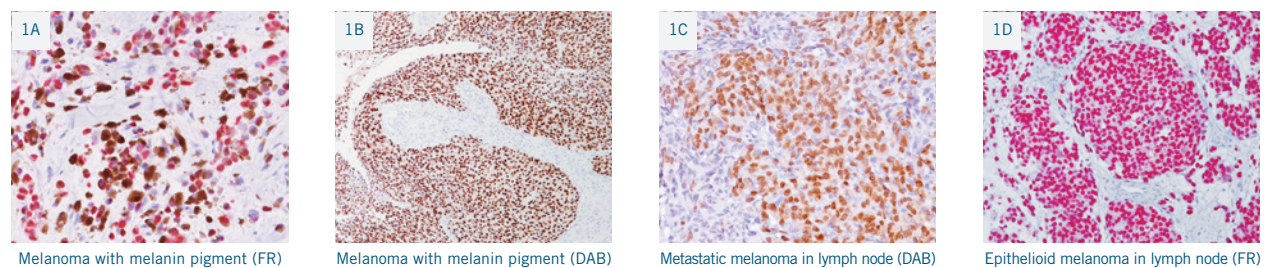 1A
1B
1C
1D
Melanoma with melanin pigment (FR)
Melanoma with melanin pigment (DAB)
Metastatic melanoma in lymph node (DAB)
Epithelioid melanoma in lymph node (FR)